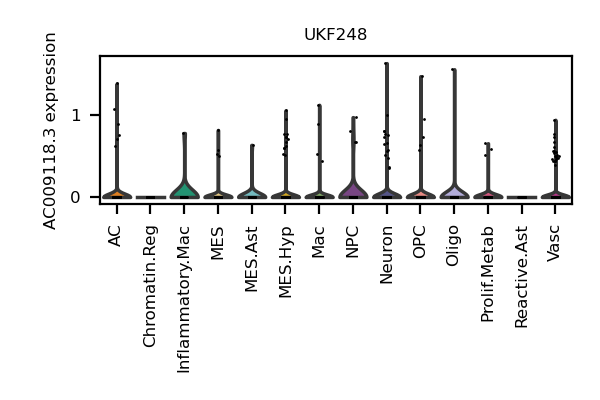 UKF248
AC009118.3 expression
1
0
AC
Chromatin.Reg
Inflammatory.Mac
MES
MES.Ast
MES.Hyp
Mac
NPC
Neuron
OPC
Oligo
Prolif.Metab
Reactive.Ast
Vasc